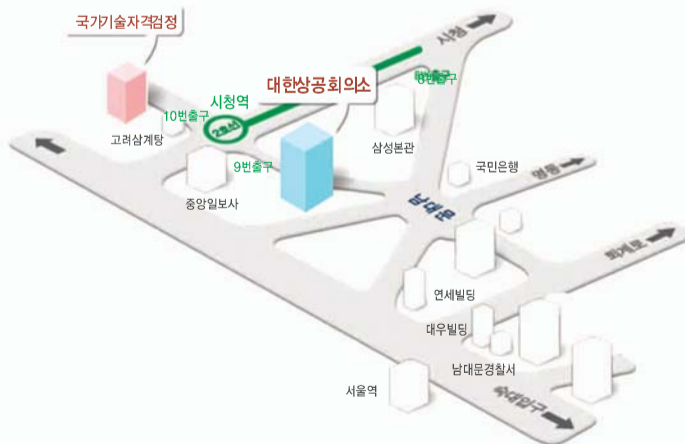 국가기술자격검정
시청
8번출구
대한상공회의소
시청역
10번출구
2호선
고려삼계탕
삼성본관
9번출구
국민은행
명동
중앙일보사
남대문
퇴계로
연세빌딩
대우빌딩
남대문경찰서
서울역
숙대입구